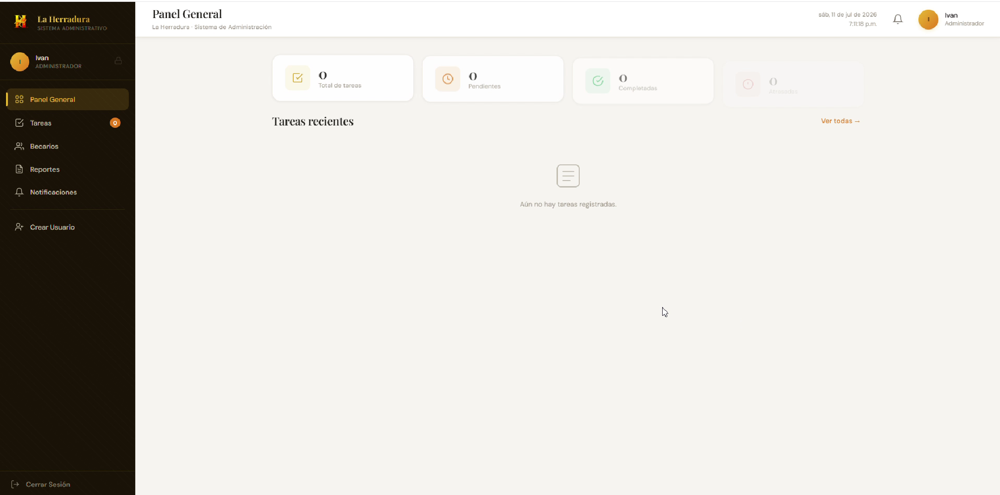 La Herradura
SISTEMA ADMINISTRATIVO
I
Ivan
ADMINISTRADOR
Panel General
Tareas
0
Becarios
Reportes
Notificaciones
Crear Usuario
Cerrar Sesión
Panel General
La Herradura · Sistema de Administración
sáb, 11 de jul de 2026
7:11:18 p.m.
I
Ivan
Administrador
0
Total de tareas
0
Pendientes
0
Completadas
0
Atrasadas
Tareas recientes
Ver todas →
Aún no hay tareas registradas.